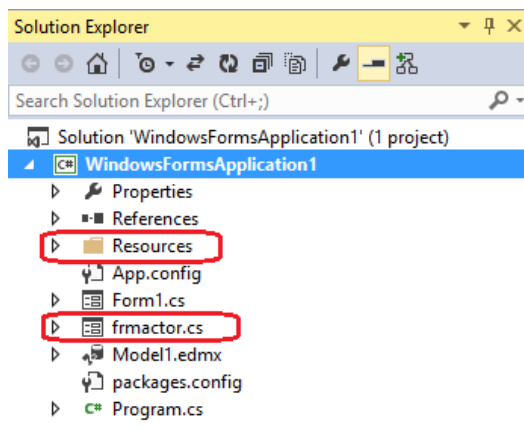 Solution Explorer
Search Solution Explorer (Ctrl+;)
Solution 'WindowsFormsApplication1' (1 project)
C# WindowsFormsApplication1
Properties
References
Resources
App.config
Form1.cs
frmactor.cs
Model1.edmx
packages.config
C# Program.cs